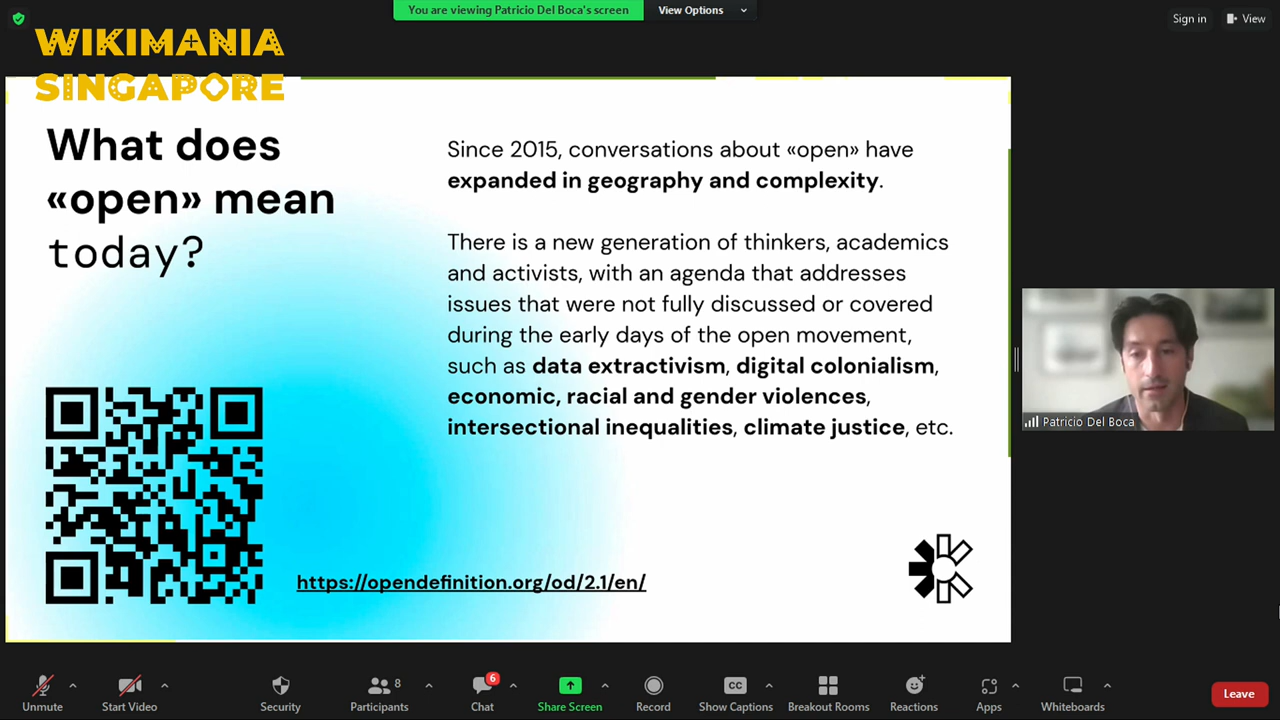 You are viewing Patricio Del Boca's screen
View Options
Sign in
View
WIKIMANIA
SINGAPORE
What does
«open» mean
today?
Since 2015, conversations about «open» have
expanded in geography and complexity.
There is a new generation of thinkers, academics
and activists, with an agenda that addresses
issues that were not fully discussed or covered
during the early days of the open movement,
such as data extractivism, digital colonialism,
economic, racial and gender violences,
intersectional inequalities, climate justice, etc.
https://opendefinition.org/od/2.1/en/
Patricio Del Boca
Unmute
Start Video
Security
Participants
8
Chat
6
Share Screen
Record
CC
Show Captions
Breakout Rooms
Reactions
Apps
Whiteboards
Leave